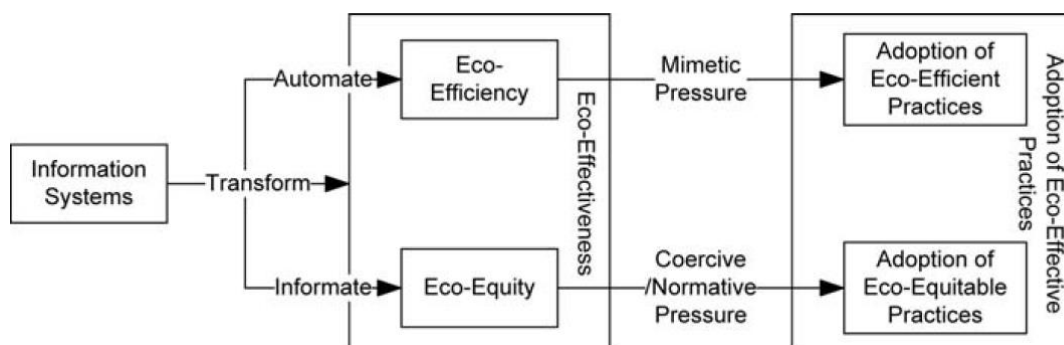 Information
Systems
Transform
Automate
Informate
Eco-
Efficiency
Eco-Equity
Eco-Effectiveness
Mimetic
Pressure
Coercive
/Normative
Pressure
Adoption of
Eco-Efficient
Practices
Adoption of
Eco-Equitable
Practices
Adoption of Eco-Effective
Practices